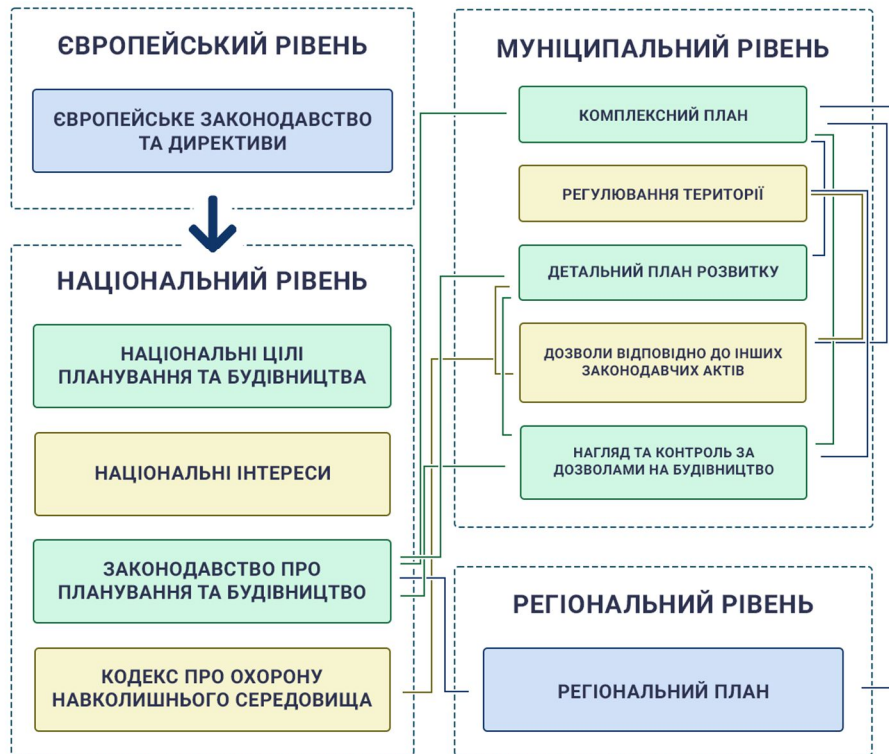 ЄВРОПЕЙСЬКИЙ РІВЕНЬ
ЄВРОПЕЙСЬКЕ ЗАКОНОДАВСТВО
ТА ДИРЕКТИВИ
НАЦІОНАЛЬНИЙ РІВЕНЬ
НАЦІОНАЛЬНІ ЦІЛІ
ПЛАНУВАННЯ ТА БУДІВНИЦТВА
НАЦІОНАЛЬНІ ІНТЕРЕСИ
ЗАКОНОДАВСТВО ПРО
ПЛАНУВАННЯ ТА БУДІВНИЦТВО
КОДЕКС ПРО ОХОРОНУ
НАВКОЛИШНЬОГО СЕРЕДОВИЩА
МУНІЦИПАЛЬНИЙ РІВЕНЬ
КОМПЛЕКСНИЙ ПЛАН
РЕГУЛЮВАННЯ ТЕРИТОРІЇ
ДЕТАЛЬНИЙ ПЛАН РОЗВИТКУ
ДОЗВОЛИ ВІДПОВІДНО ДО ІНШИХ
ЗАКОНОДАВЧИХ АКТІВ
НАГЛЯД ТА КОНТРОЛЬ ЗА
ДОЗВОЛАМИ НА БУДІВНИЦТВО
РЕГІОНАЛЬНИЙ РІВЕНЬ
РЕГІОНАЛЬНИЙ ПЛАН